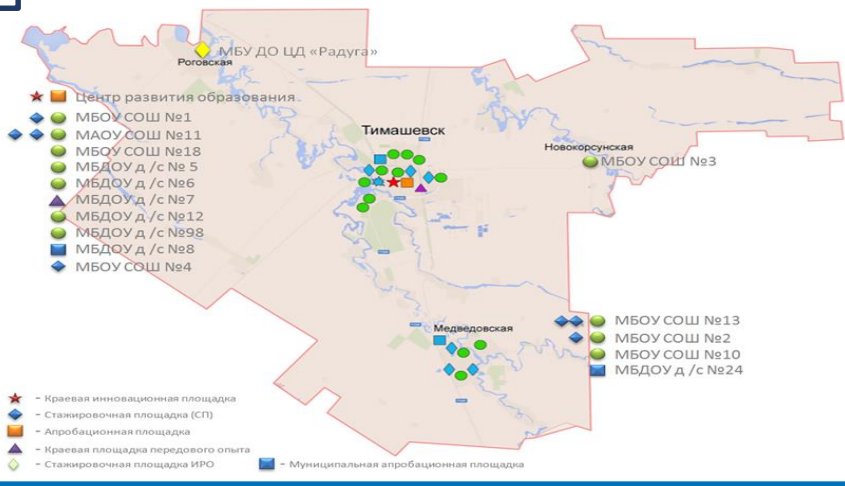 МБУ ДО ЦД «Радуга»
Роговская
Центр развития образования
МБОУ СОШ №1
МАОУ СОШ №11
МБОУ СОШ №18
МБДОУ д /с № 5
МБДОУ д /с №6
МБДОУ д /с №7
МБДОУ д /с №12
МБДОУ д /с №98
МБДОУ д /с №8
МБОУ СОШ №4
Тимашевск
Новокорсунская
МБОУ СОШ №3
Медведовская
МБОУ СОШ №13
МБОУ СОШ №2
МБОУ СОШ №10
МБДОУ д /с №24
- Краевая инновационная площадка
- Стажировочная площадка (СП)
- Апробационная площадка
- Краевая площадка передового опыта
- Стажировочная площадка ИРО
- Муниципальная апробационная площадка